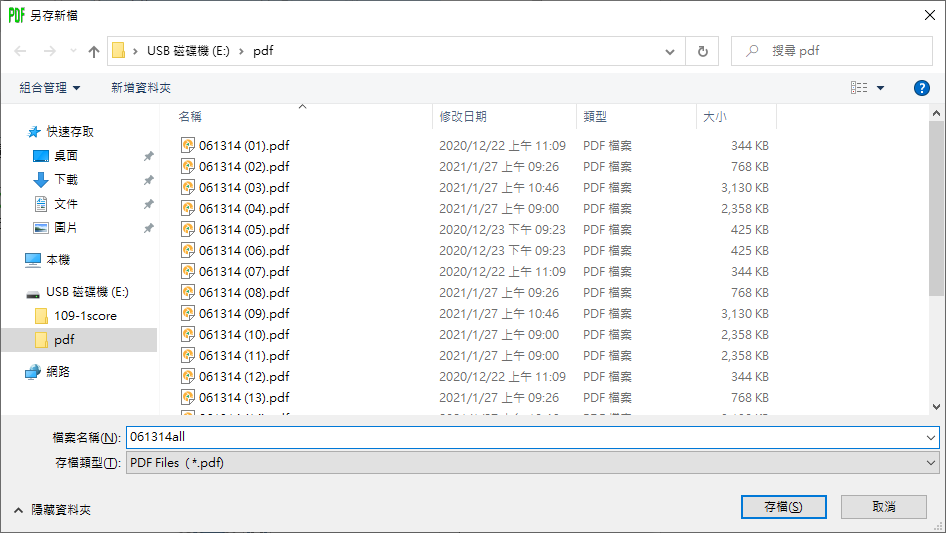 PDF 另存新檔
USB 磁碟機 (E:) pdf 搜尋 pdf
組合管理 新增資料夾
快速存取
桌面
下載
文件
圖片
本機
USB 磁碟機 (E:)
109-1score
pdf
網路
名稱 修改日期 類型 大小
061314 (01).pdf 2020/12/22 上午 11:09 PDF 檔案 344 KB
061314 (02).pdf 2021/1/27 上午 09:26 PDF 檔案 768 KB
061314 (03).pdf 2021/1/27 上午 10:46 PDF 檔案 3,130 KB
061314 (04).pdf 2021/1/27 上午 09:00 PDF 檔案 2,358 KB
061314 (05).pdf 2020/12/23 下午 09:23 PDF 檔案 425 KB
061314 (06).pdf 2020/12/23 下午 09:23 PDF 檔案 425 KB
061314 (07).pdf 2020/12/22 上午 11:09 PDF 檔案 344 KB
061314 (08).pdf 2021/1/27 上午 09:26 PDF 檔案 768 KB
061314 (09).pdf 2021/1/27 上午 10:46 PDF 檔案 3,130 KB
061314 (10).pdf 2021/1/27 上午 09:00 PDF 檔案 2,358 KB
061314 (11).pdf 2021/1/27 上午 09:00 PDF 檔案 2,358 KB
061314 (12).pdf 2020/12/22 上午 11:09 PDF 檔案 344 KB
061314 (13).pdf 2021/1/27 上午 09:26 PDF 檔案 768 KB
檔案名稱(N): 061314all
存檔類型(T): PDF Files (*.pdf)
隱藏資料夾 存檔(S) 取消